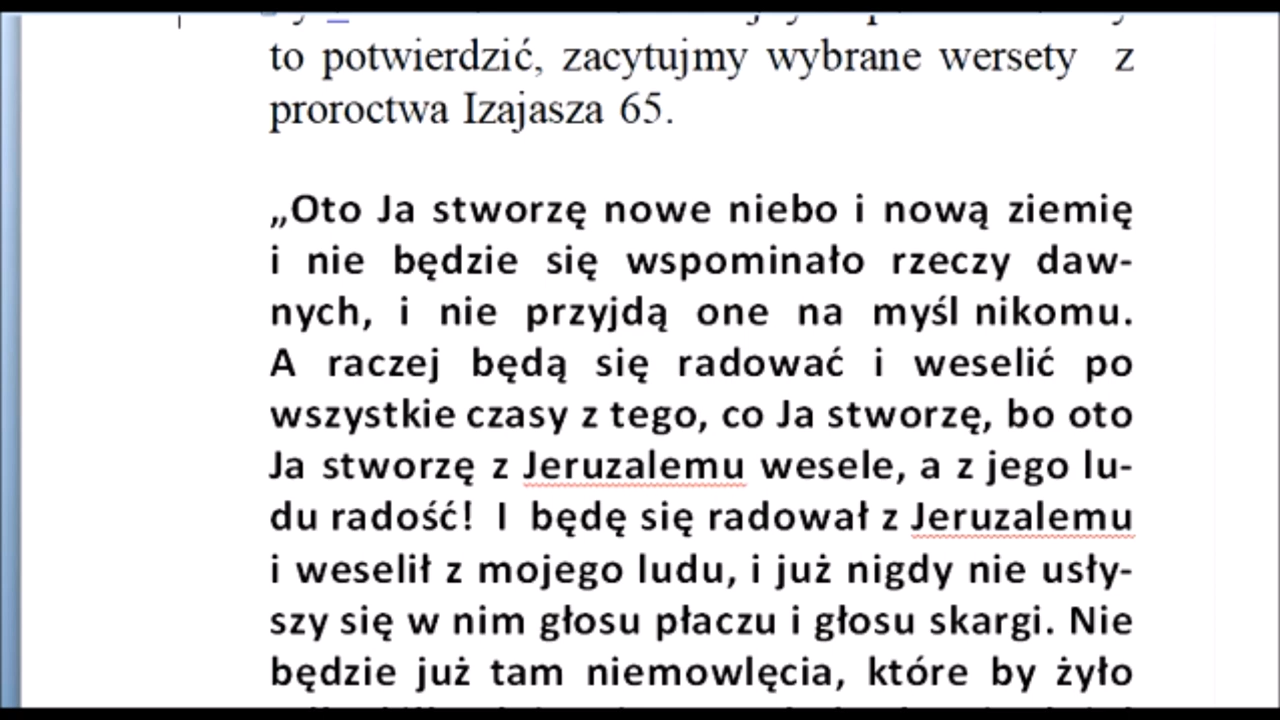 to potwierdzić, zacytujmy wybrane wersety z
proroctwa Izajasza 65.
„Oto Ja stworzę nowe niebo i nową ziemię
i nie będzie się wspominało rzeczy daw-
nych, i nie przyjdą one na myśl nikomu.
A raczej będą się radować i weselić po
wszystkie czasy z tego, co Ja stworzę, bo oto
Ja stworzę z Jeruzalemu wesele, a z jego lu-
du radość! I będę się radował z Jeruzalemu
i weselił z mojego ludu, i już nigdy nie usły-
szy się w nim głosu płaczu i głosu skargi. Nie
będzie już tam niemowlęcia, które by żyło